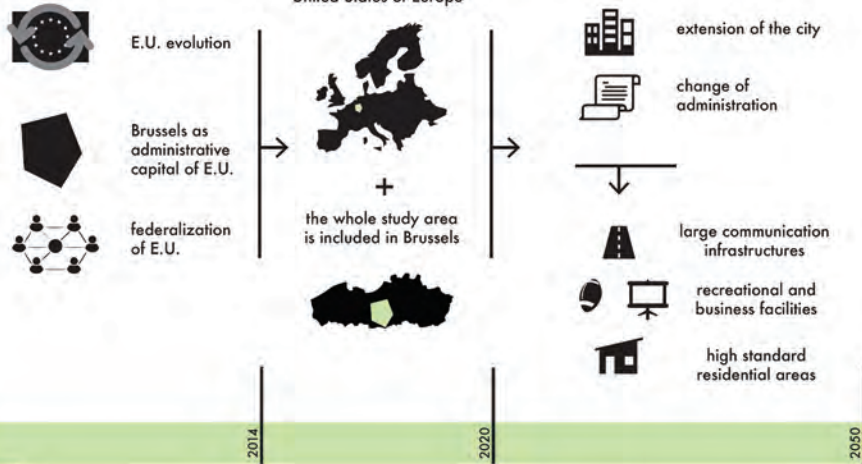 United States of Europe
E.U. evolution
Brussels as
administrative
capital of E.U.
federalization
of E.U.
the whole study area
is included in Brussels
extension of the city
change of
administration
large communication
infrastructures
recreational and
business facilities
high standard
residential areas
2014
2020
2050